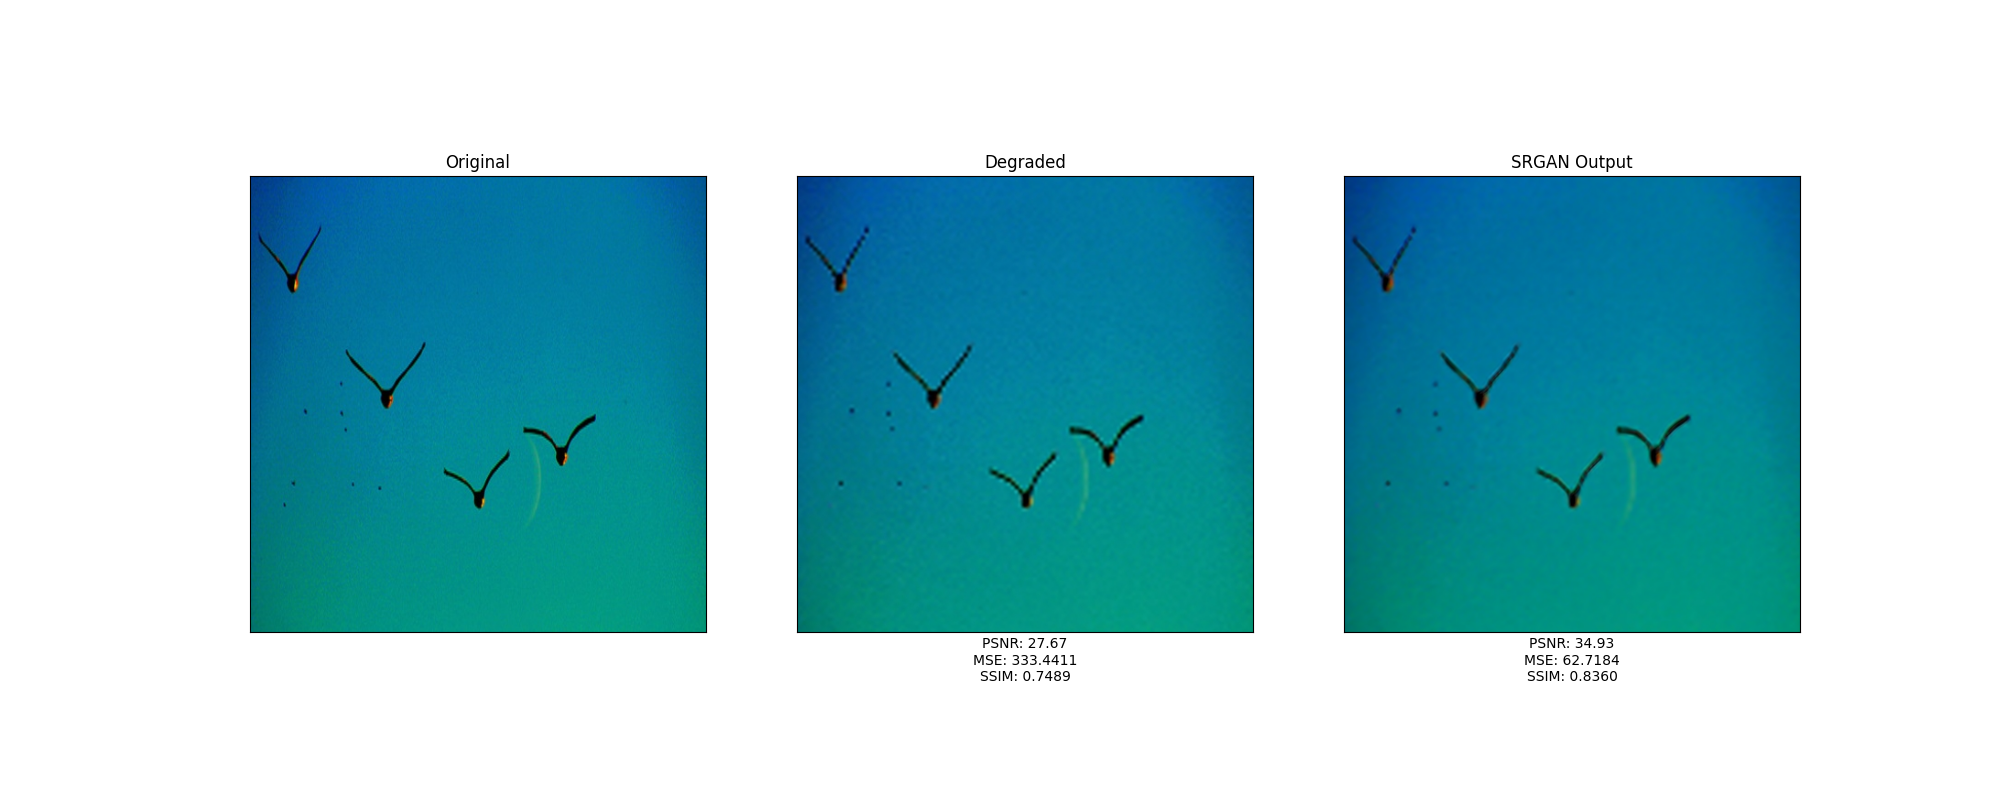 Original
Degraded
SRGAN Output
PSNR: 27.67
MSE: 333.4411
SSIM: 0.7489
PSNR: 34.93
MSE: 62.7184
SSIM: 0.8360